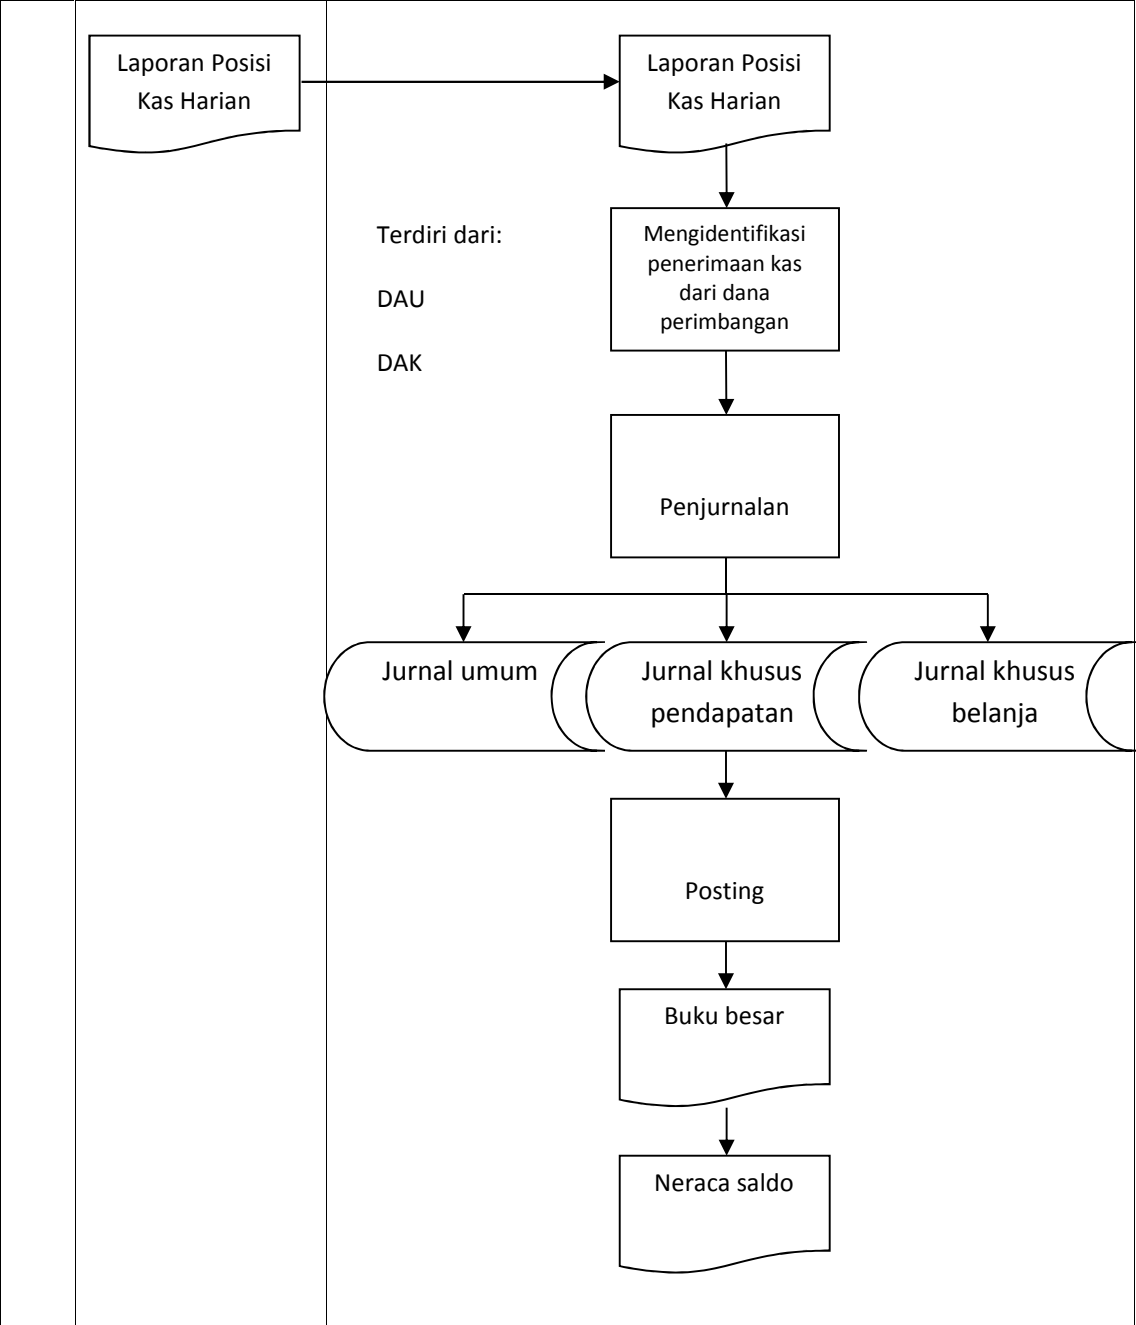 Laporan Posisi
Kas Harian
Laporan Posisi
Kas Harian
Terdiri dari:
DAU
DAK
Mengidentifikasi
penerimaan kas
dari dana
perimbangan
Penjurnalan
Jurnal umum
Jurnal khusus
pendapatan
Jurnal khusus
belanja
Posting
Buku besar
Neraca saldo